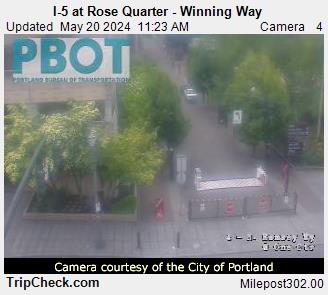 I-5 at Rose Quarter - Winning Way
Updated May 20 2024 11:23 AM Camera 4
PBOT
PORTLAND BUREAU OF TRANSPORTATION
Camera courtesy of the City of Portland
TripCheck.com Milepost302.00